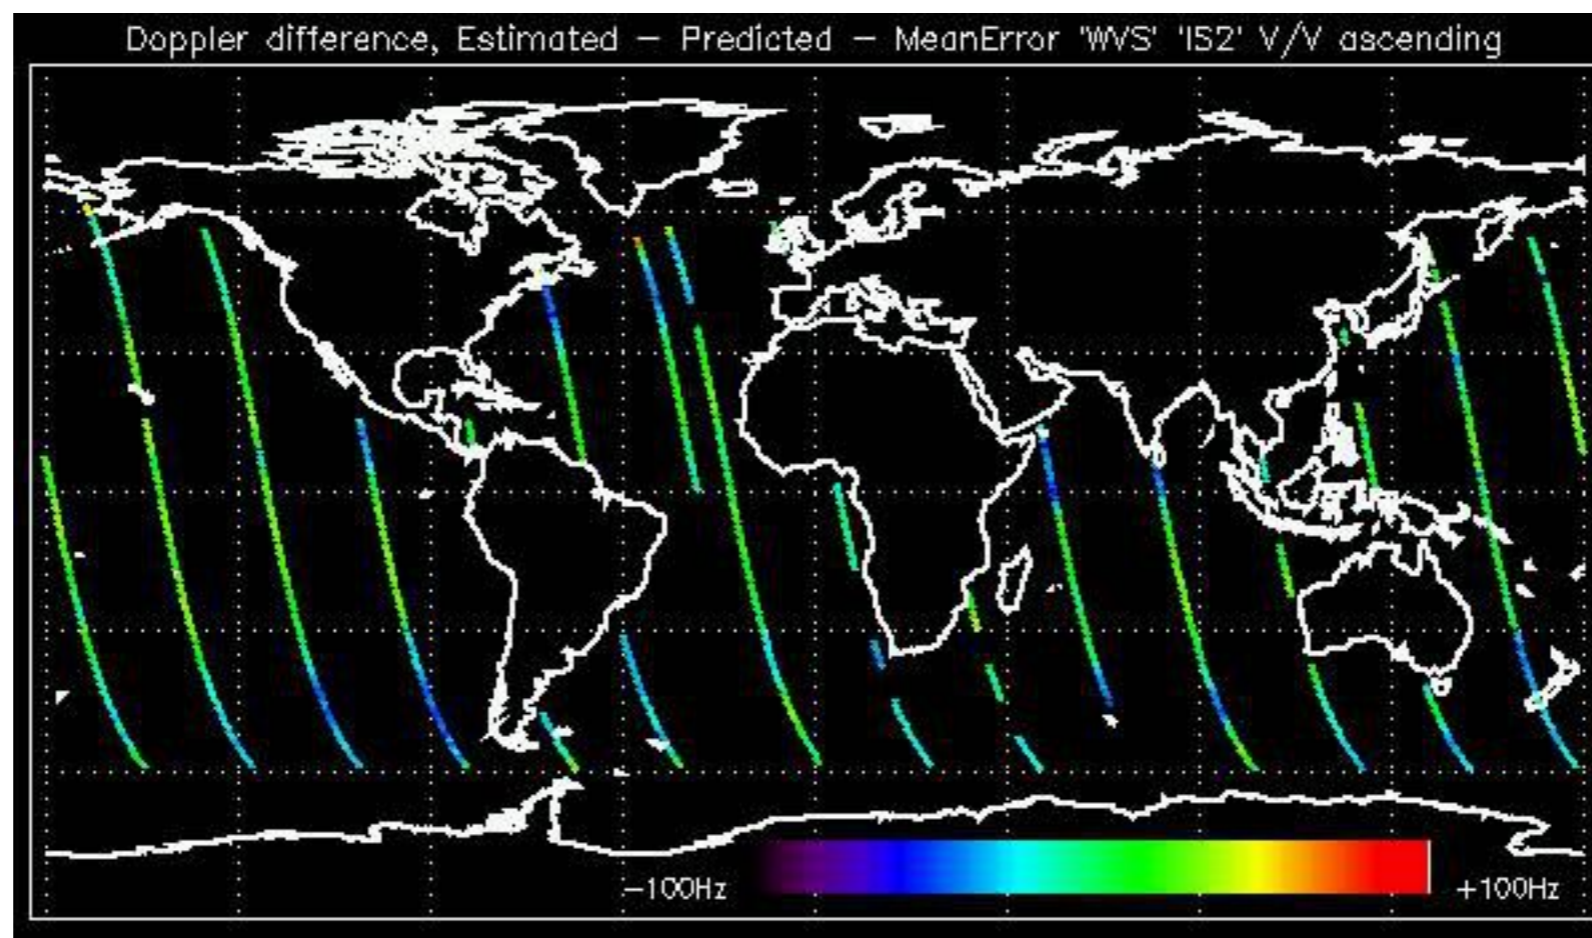 Doppler difference, Estimated - Predicted - MeanError 'WVS' 'IS2' V/V ascending
-100Hz
+100Hz